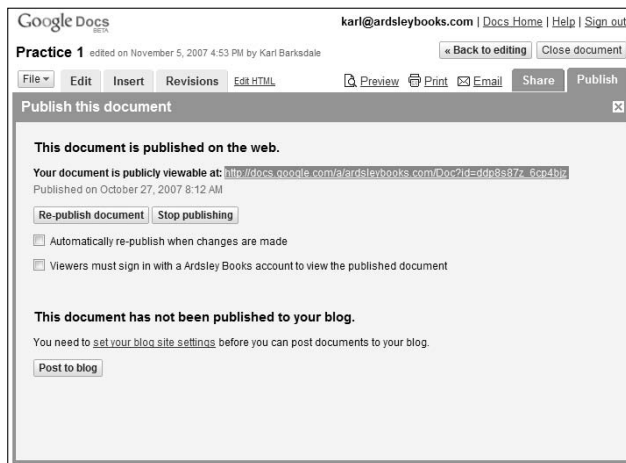 Google Docs
BETA
karl@ardsleybooks.com | Docs Home | Help | Sign out
Practice 1 edited on November 5, 2007 4:53 PM by Karl Barksdale
« Back to editing Close document
File Edit Insert Revisions Edit HTML Preview Print Email Share Publish
Publish this document
This document is published on the web.
Your document is publicly viewable at: http://docs.google.com/a/ardsleybooks.com/Doc?id=ddp8s87z_6cp4bjz
Published on October 27, 2007 8:12 AM
Re-publish document Stop publishing
Automatically re-publish when changes are made
Viewers must sign in with a Ardsley Books account to view the published document
This document has not been published to your blog.
You need to set your blog site settings before you can post documents to your blog.
Post to blog